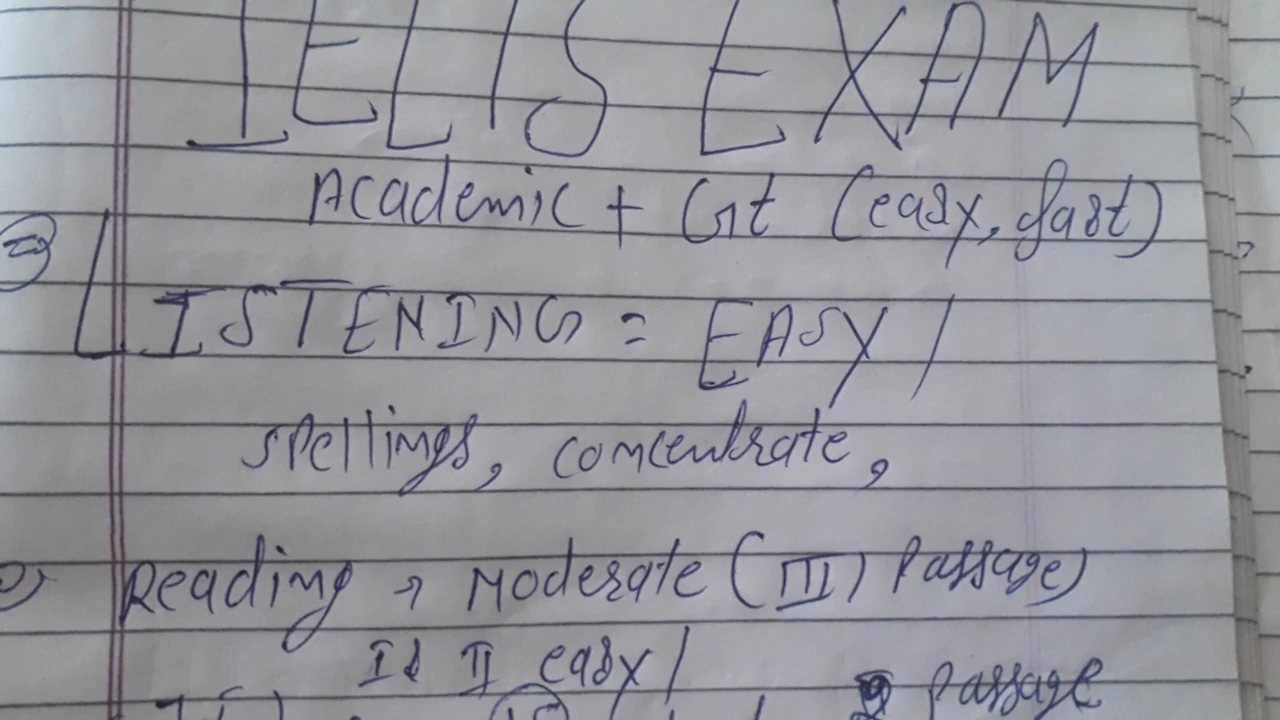 IELTS EXAM
Academic + Gt (easy, fast)
LISTENING = EASY /
spellings, concentrate,
Reading → Moderate (III) Passage)
I & II easy /
Passage